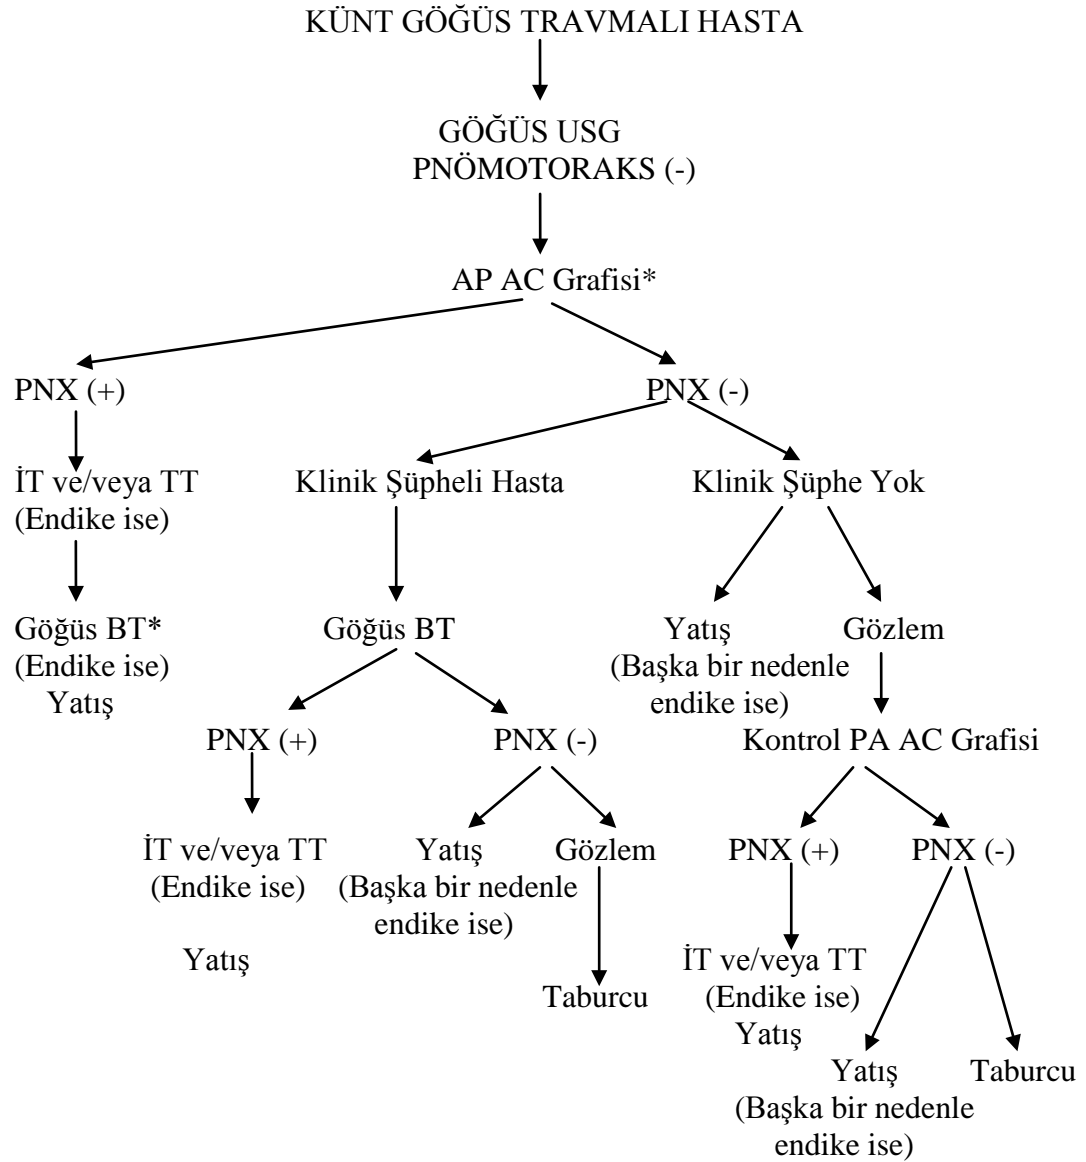 KÜNT GÖĞÜS TRAVMALI HASTA
GÖĞÜS USG
PNÖMOTORAKS (-)
AP AC Grafisi*
PNX (+)
PNX (-)
İT ve/veya TT
(Endike ise)
Klinik Şüpheli Hasta
Klinik Şüphe Yok
Göğüs BT*
(Endike ise)
Yatış
Göğüs BT
Yatış
(Başka bir nedenle
endike ise)
Gözlem
PNX (+)
PNX (-)
Kontrol PA AC Grafisi
İT ve/veya TT
(Endike ise)
Yatış
Yatış
(Başka bir nedenle
endike ise)
Gözlem
Taburcu
PNX (+)
PNX (-)
İT ve/veya TT
(Endike ise)
Yatış
Yatış
(Başka bir nedenle
endike ise)
Taburcu